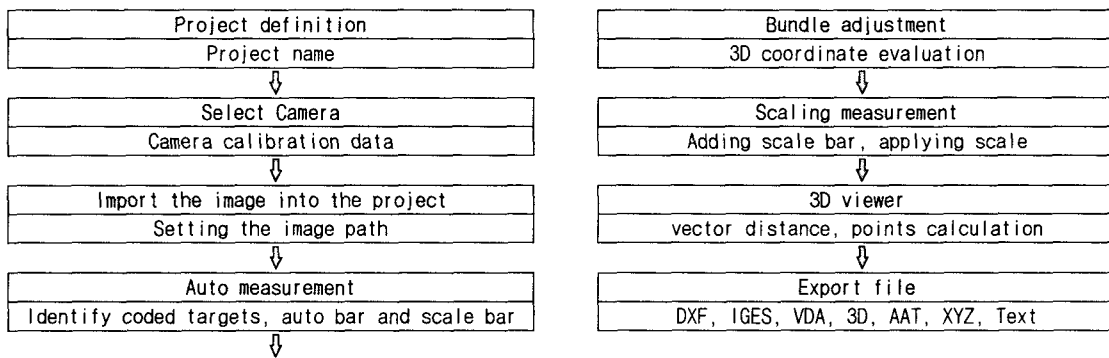 Project definition
Project name
Select Camera
Camera calibration data
Import the image into the project
Setting the image path
Auto measurement
Identify coded targets, auto bar and scale bar
Bundle adjustment
3D coordinate evaluation
Scaling measurement
Adding scale bar, applying scale
3D viewer
vector distance, points calculation
Export file
DXF, IGES, VDA, 3D, AAT, XYZ, Text